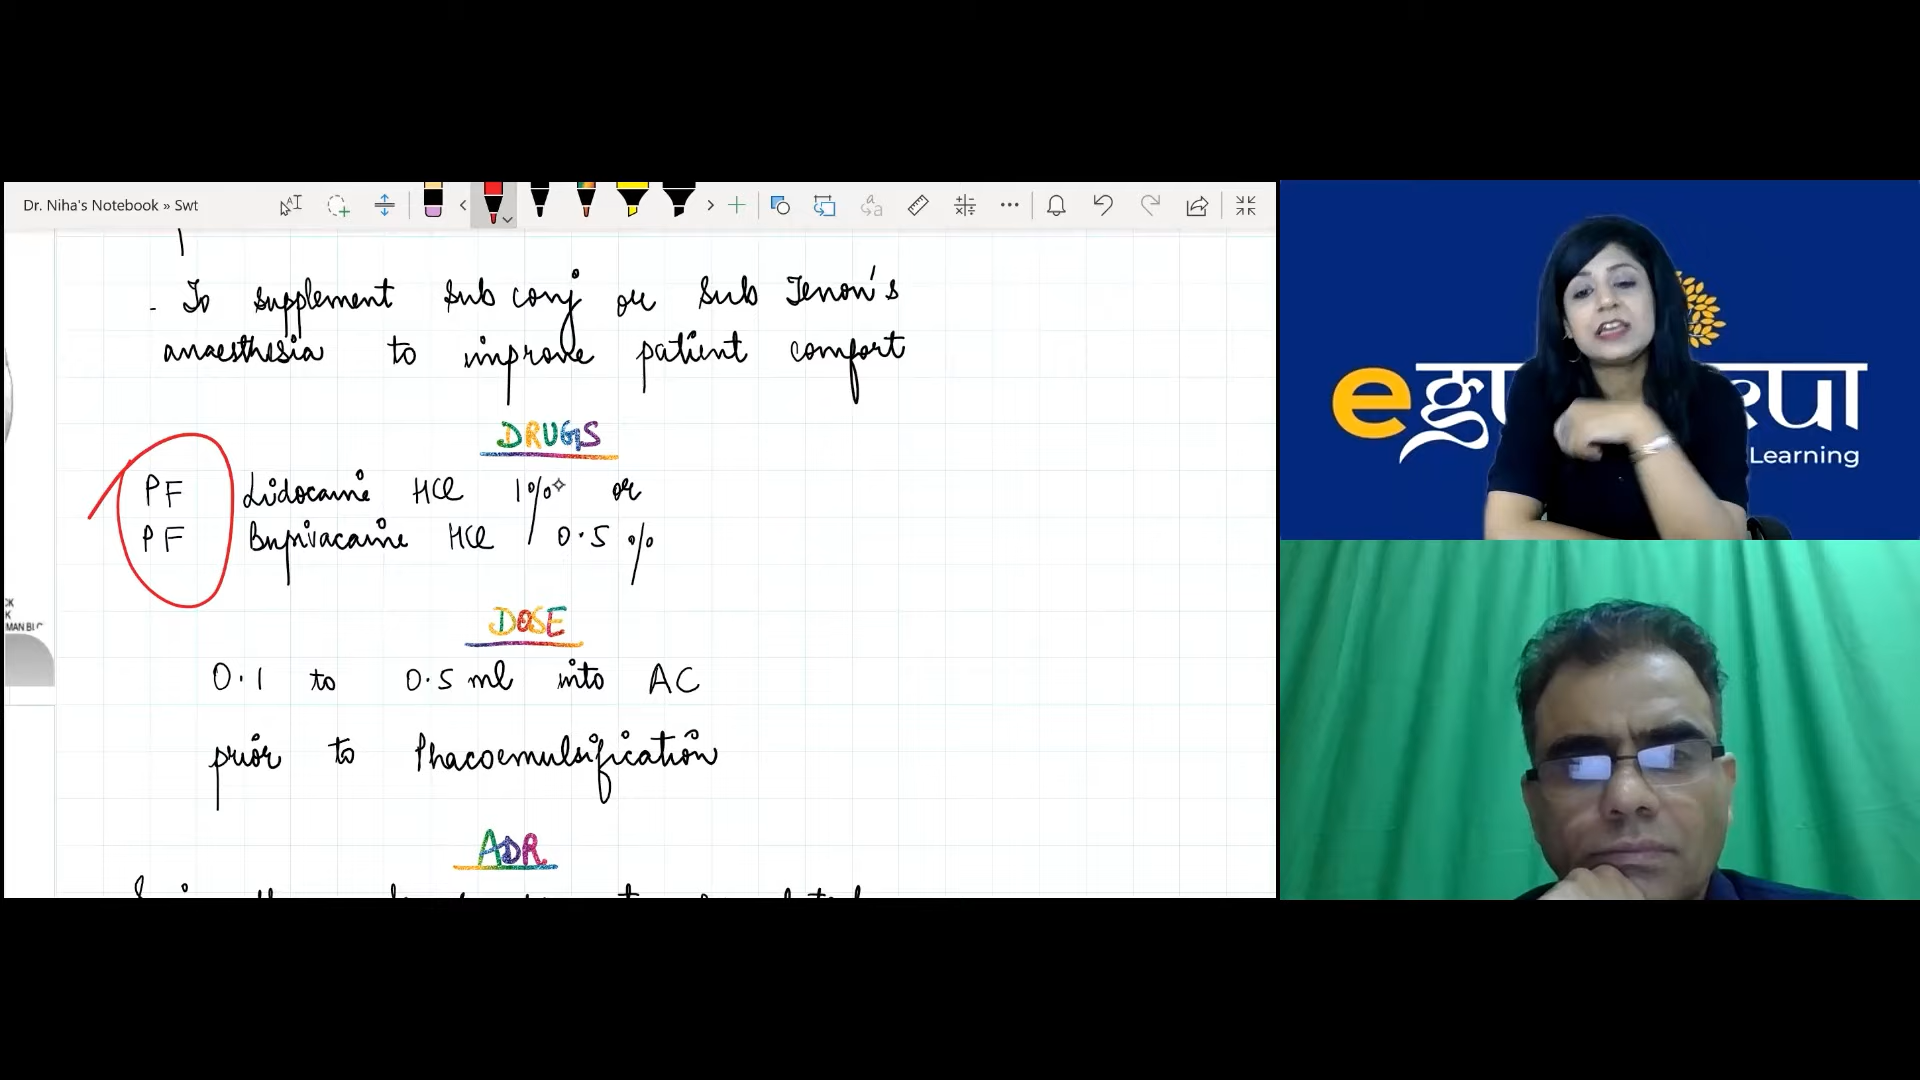 Dr. Niha's Notebook » Swt
- To supplement sub conj or sub Tenon's
anaesthesia to improve patient comfort
DRUGS
PF Lidocaine HCl 1% or
PF Bupivacaine HCl 0.5 %
DOSE
0.1 to 0.5 ml into AC
prior to Phacoemulsification
ADR
Learning